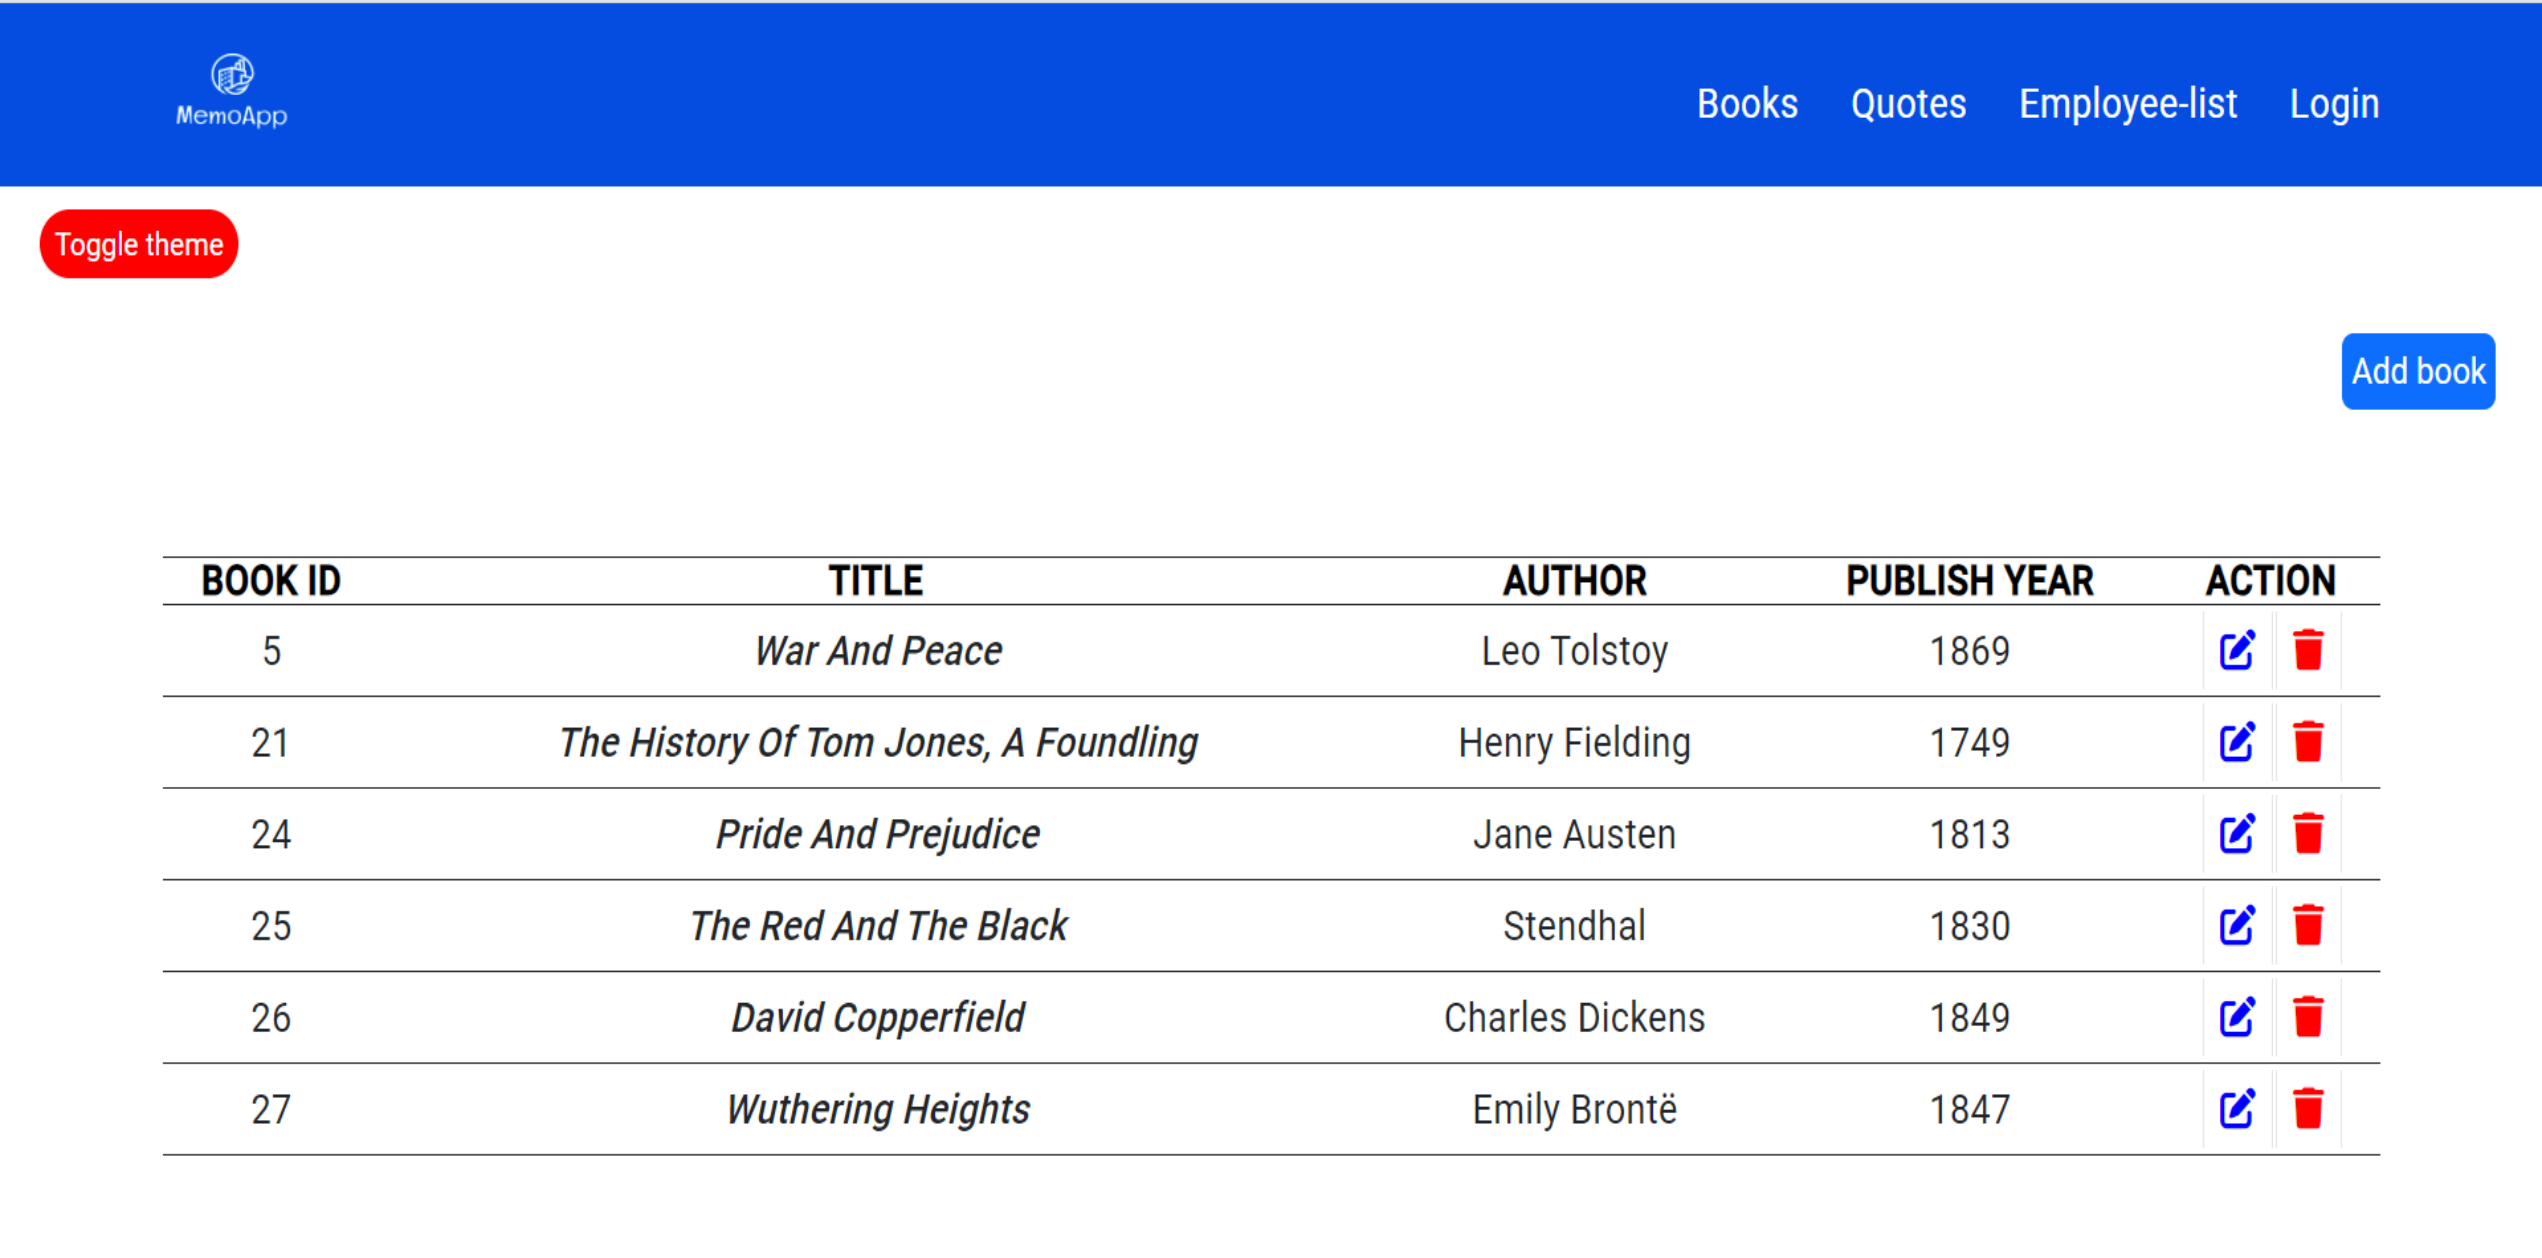 MemoApp
Books Quotes Employee-list Login
Toggle theme
Add book
BOOK ID TITLE AUTHOR PUBLISH YEAR ACTION
5 War And Peace Leo Tolstoy 1869
21 The History Of Tom Jones, A Foundling Henry Fielding 1749
24 Pride And Prejudice Jane Austen 1813
25 The Red And The Black Stendhal 1830
26 David Copperfield Charles Dickens 1849
27 Wuthering Heights Emily Brontë 1847